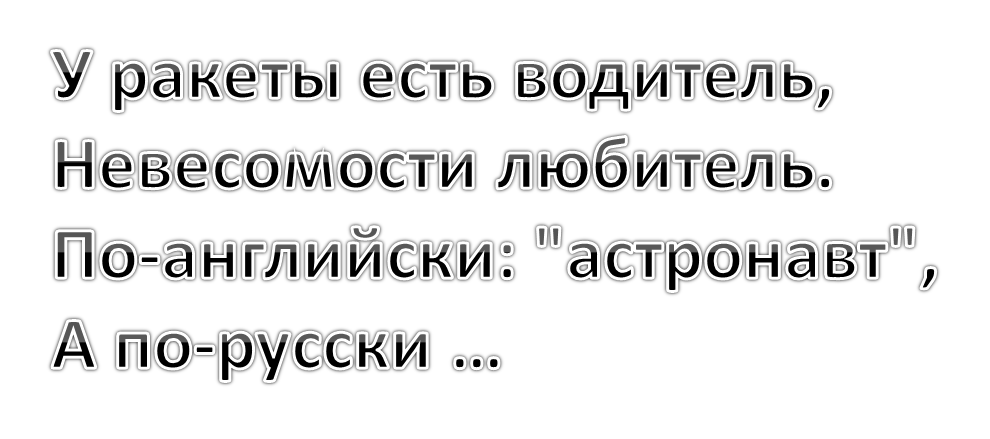 У ракеты есть водитель,
Невесомости любитель.
По-английски: "астронавт",
А по-русски ...